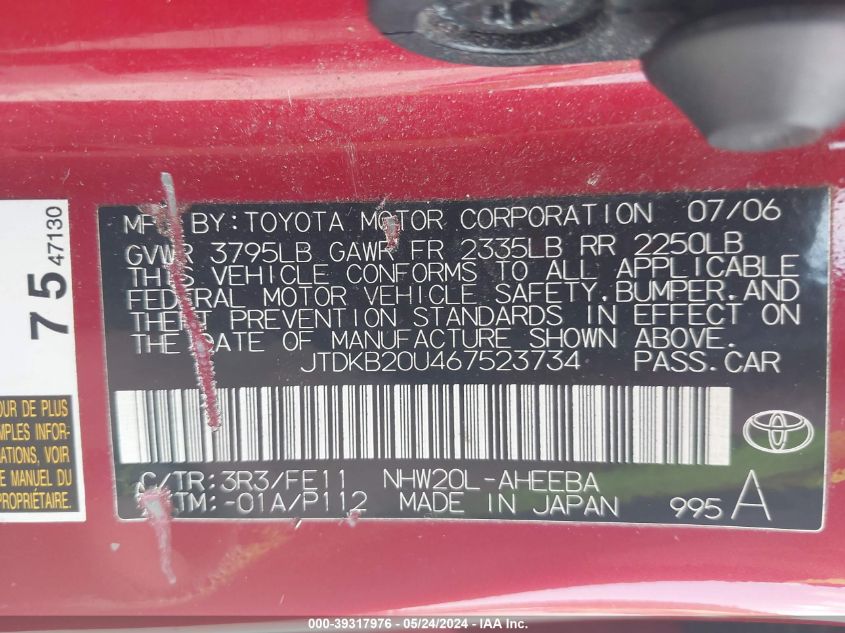 MFD BY: TOYOTA MOTOR CORPORATION 07/06
GVWR 3795LB GAWR FR 2335LB RR 2250LB
THIS VEHICLE CONFORMS TO ALL APPLICABLE
FEDERAL MOTOR VEHICLE SAFETY, BUMPER, AND
THEFT PREVENTION STANDARDS IN EFFECT ON
THE DATE OF MANUFACTURE SHOWN ABOVE.
JTDKB20U467523734 PASS.CAR
C/TR: 3R3/FE11 NHW20L-AHEEBA
/TM: -01A/P112 MADE IN JAPAN 995 A
75 47130
OUR DE PLUS
MPLES INFOR-
ATIONS, VOIR
MANUEL DU
ROPRIÉTAIRE.
000-39317976 / 05/24/2024 / IAA Inc.